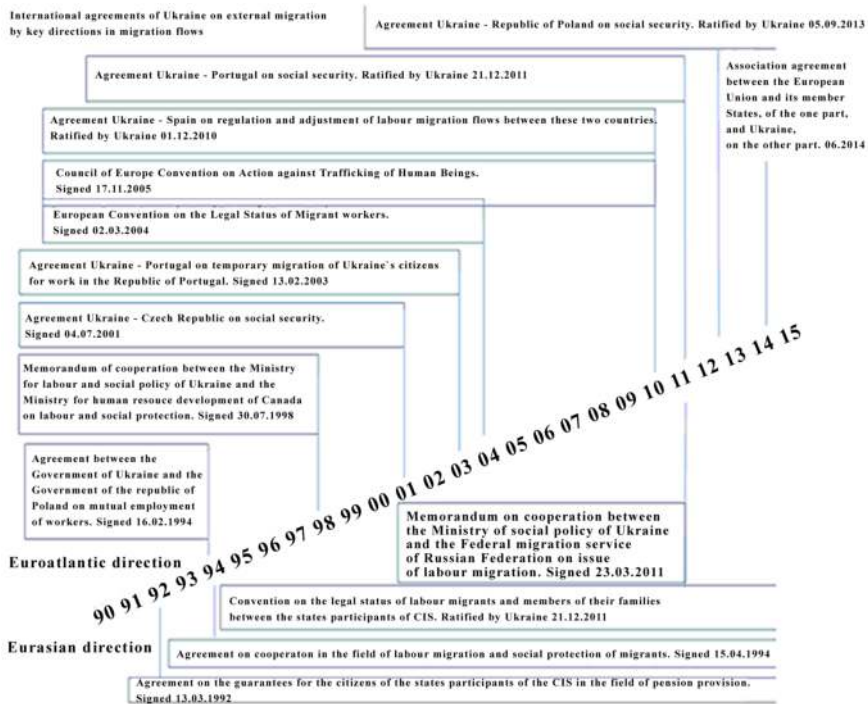 International agreements of Ukraine on external migration
by key directions in migration flows
Agreement Ukraine - Republic of Poland on social security. Ratified by Ukraine 05.09.2013
Association agreement
between the European
Union and its member
States, of the one part,
and Ukraine,
on the other part. 06.2014
Agreement Ukraine - Portugal on social security. Ratified by Ukraine 21.12.2011
Agreement Ukraine - Spain on regulation and adjustment of labour migration flows between these two countries.
Ratified by Ukraine 01.12.2010
Council of Europe Convention on Action against Trafficking of Human Beings.
Signed 17.11.2005
European Convention on the Legal Status of Migrant workers.
Signed 02.03.2004
Agreement Ukraine - Portugal on temporary migration of Ukraine`s citizens
for work in the Republic of Portugal. Signed 13.02.2003
Agreement Ukraine - Czech Republic on social security.
Signed 04.07.2001
Memorandum of cooperation between the Ministry
for labour and social policy of Ukraine and the
Ministry for human resouce development of Canada
on labour and social protection. Signed 30.07.1998
Agreement between the
Government of Ukraine and the
Government of the republic of
Poland on mutual employment
of workers. Signed 16.02.1994
Euroatlantic direction
90 91 92 93 94 95 96 97 98 99 00 01 02 03 04 05 06 07 08 09 10 11 12 13 14 15
Memorandum on cooperation between
the Ministry of social policy of Ukraine
and the Federal migration service
of Russian Federation on issue
of labour migration. Signed 23.03.2011
Convention on the legal status of labour migrants and members of their families
between the states participants of CIS. Ratified by Ukraine 21.12.2011
Eurasian direction
Agreement on cooperaton in the field of labour migration and social protection of migrants. Signed 15.04.1994
Agreement on the guarantees for the citizens of the states participants of the CIS in the field of pension provision.
Signed 13.03.1992